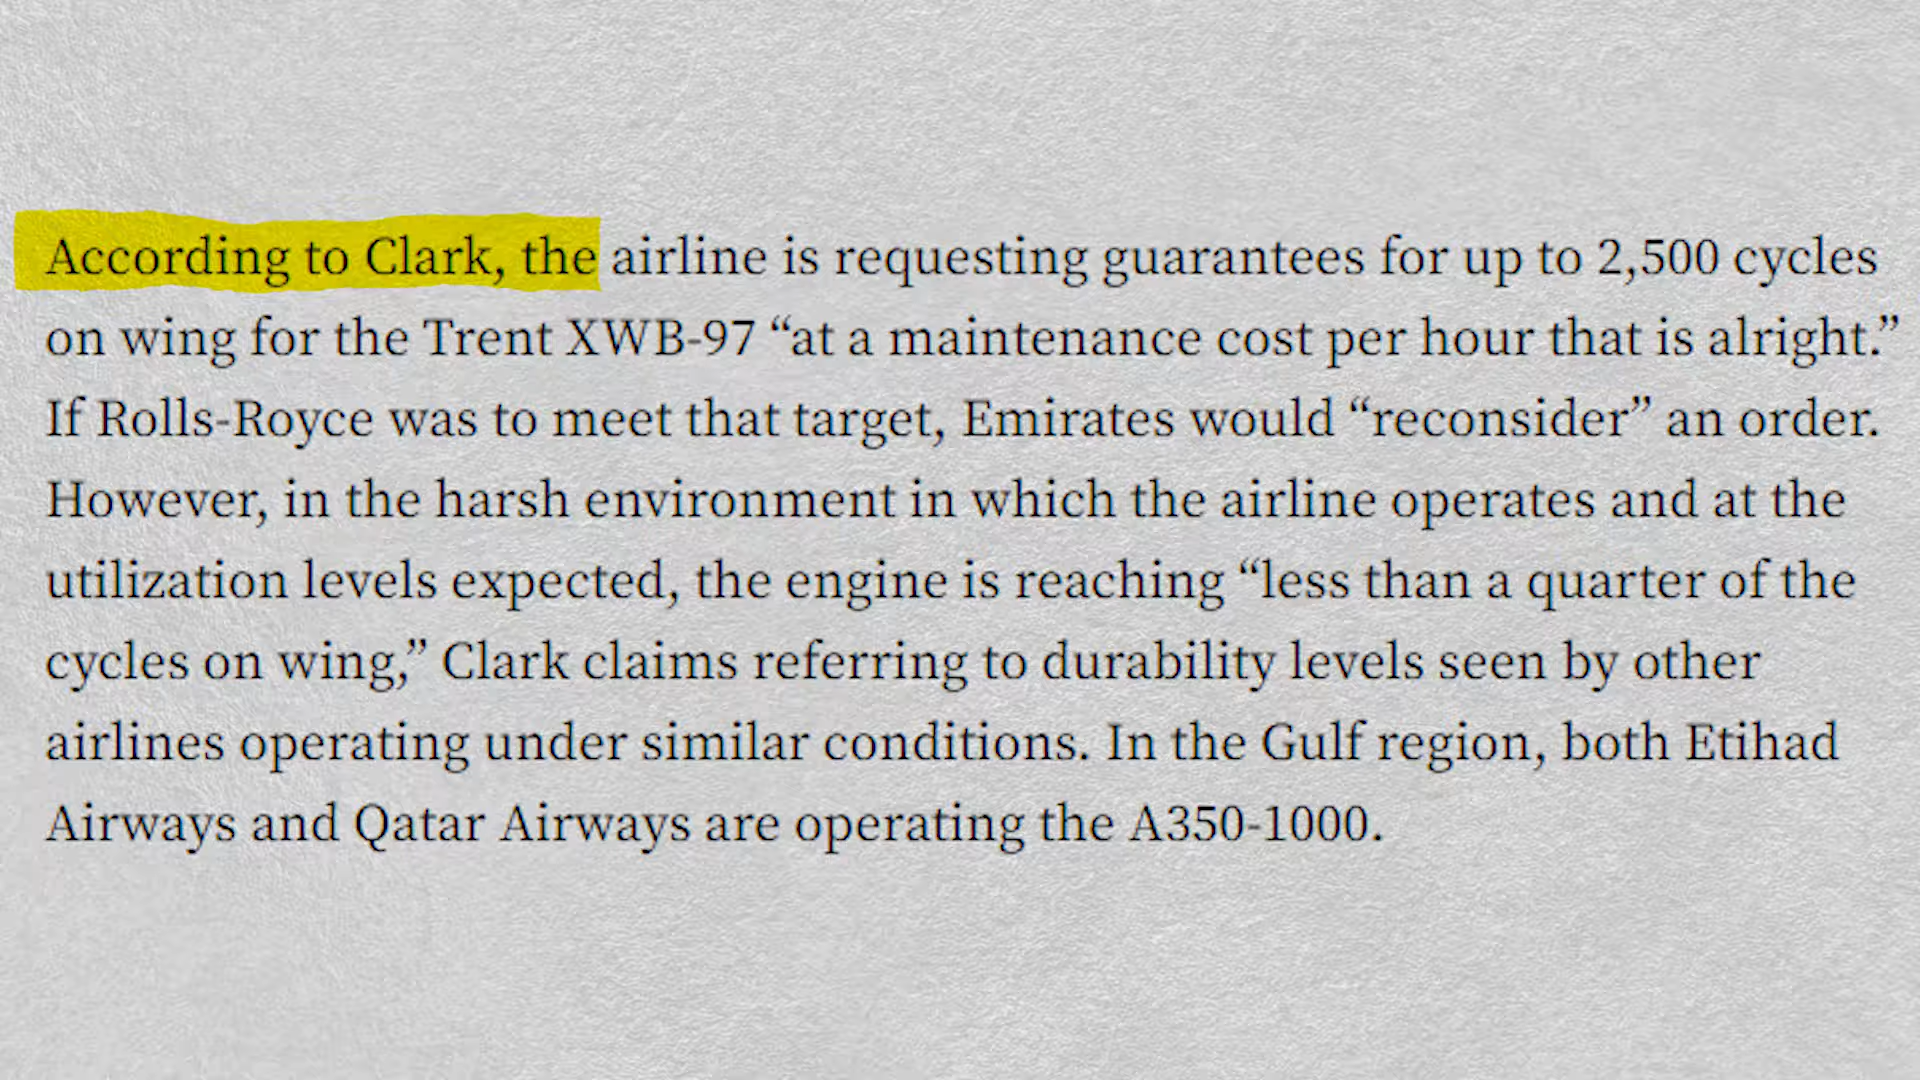 According to Clark, the airline is requesting guarantees for up to 2,500 cycles
on wing for the Trent XWB-97 “at a maintenance cost per hour that is alright.”
If Rolls-Royce was to meet that target, Emirates would “reconsider” an order.
However, in the harsh environment in which the airline operates and at the
utilization levels expected, the engine is reaching “less than a quarter of the
cycles on wing,” Clark claims referring to durability levels seen by other
airlines operating under similar conditions. In the Gulf region, both Etihad
Airways and Qatar Airways are operating the A350-1000.